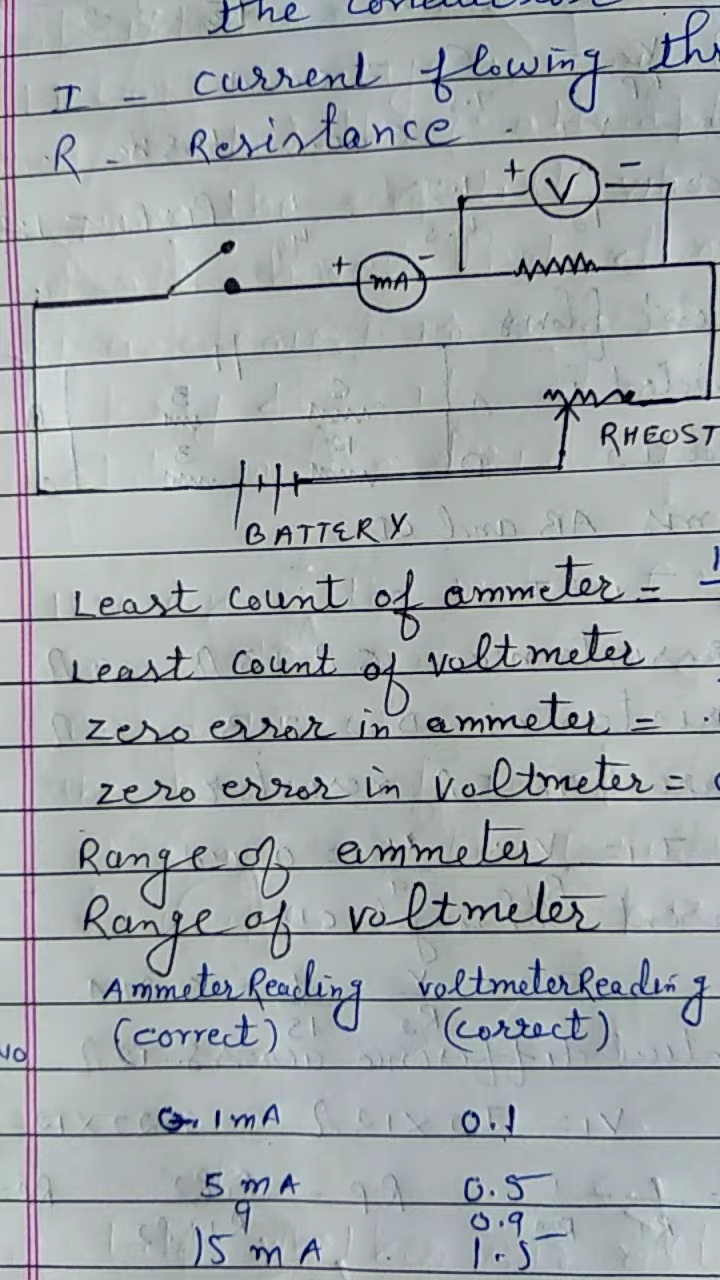 the
I - current flowing
R - Resistance.
+ V -
+ mA -
RHEOST
BATTERY
Least count of ammeter =
Least count of voltmeter
zero error in ammeter =
zero error in voltmeter =
Range of ammeter
Range of voltmeter
Ammeter Reading voltmeter Reading
(correct) (correct)
NO
1mA 0.1
5 mA 0.5
9 0.9
15 mA 1.5